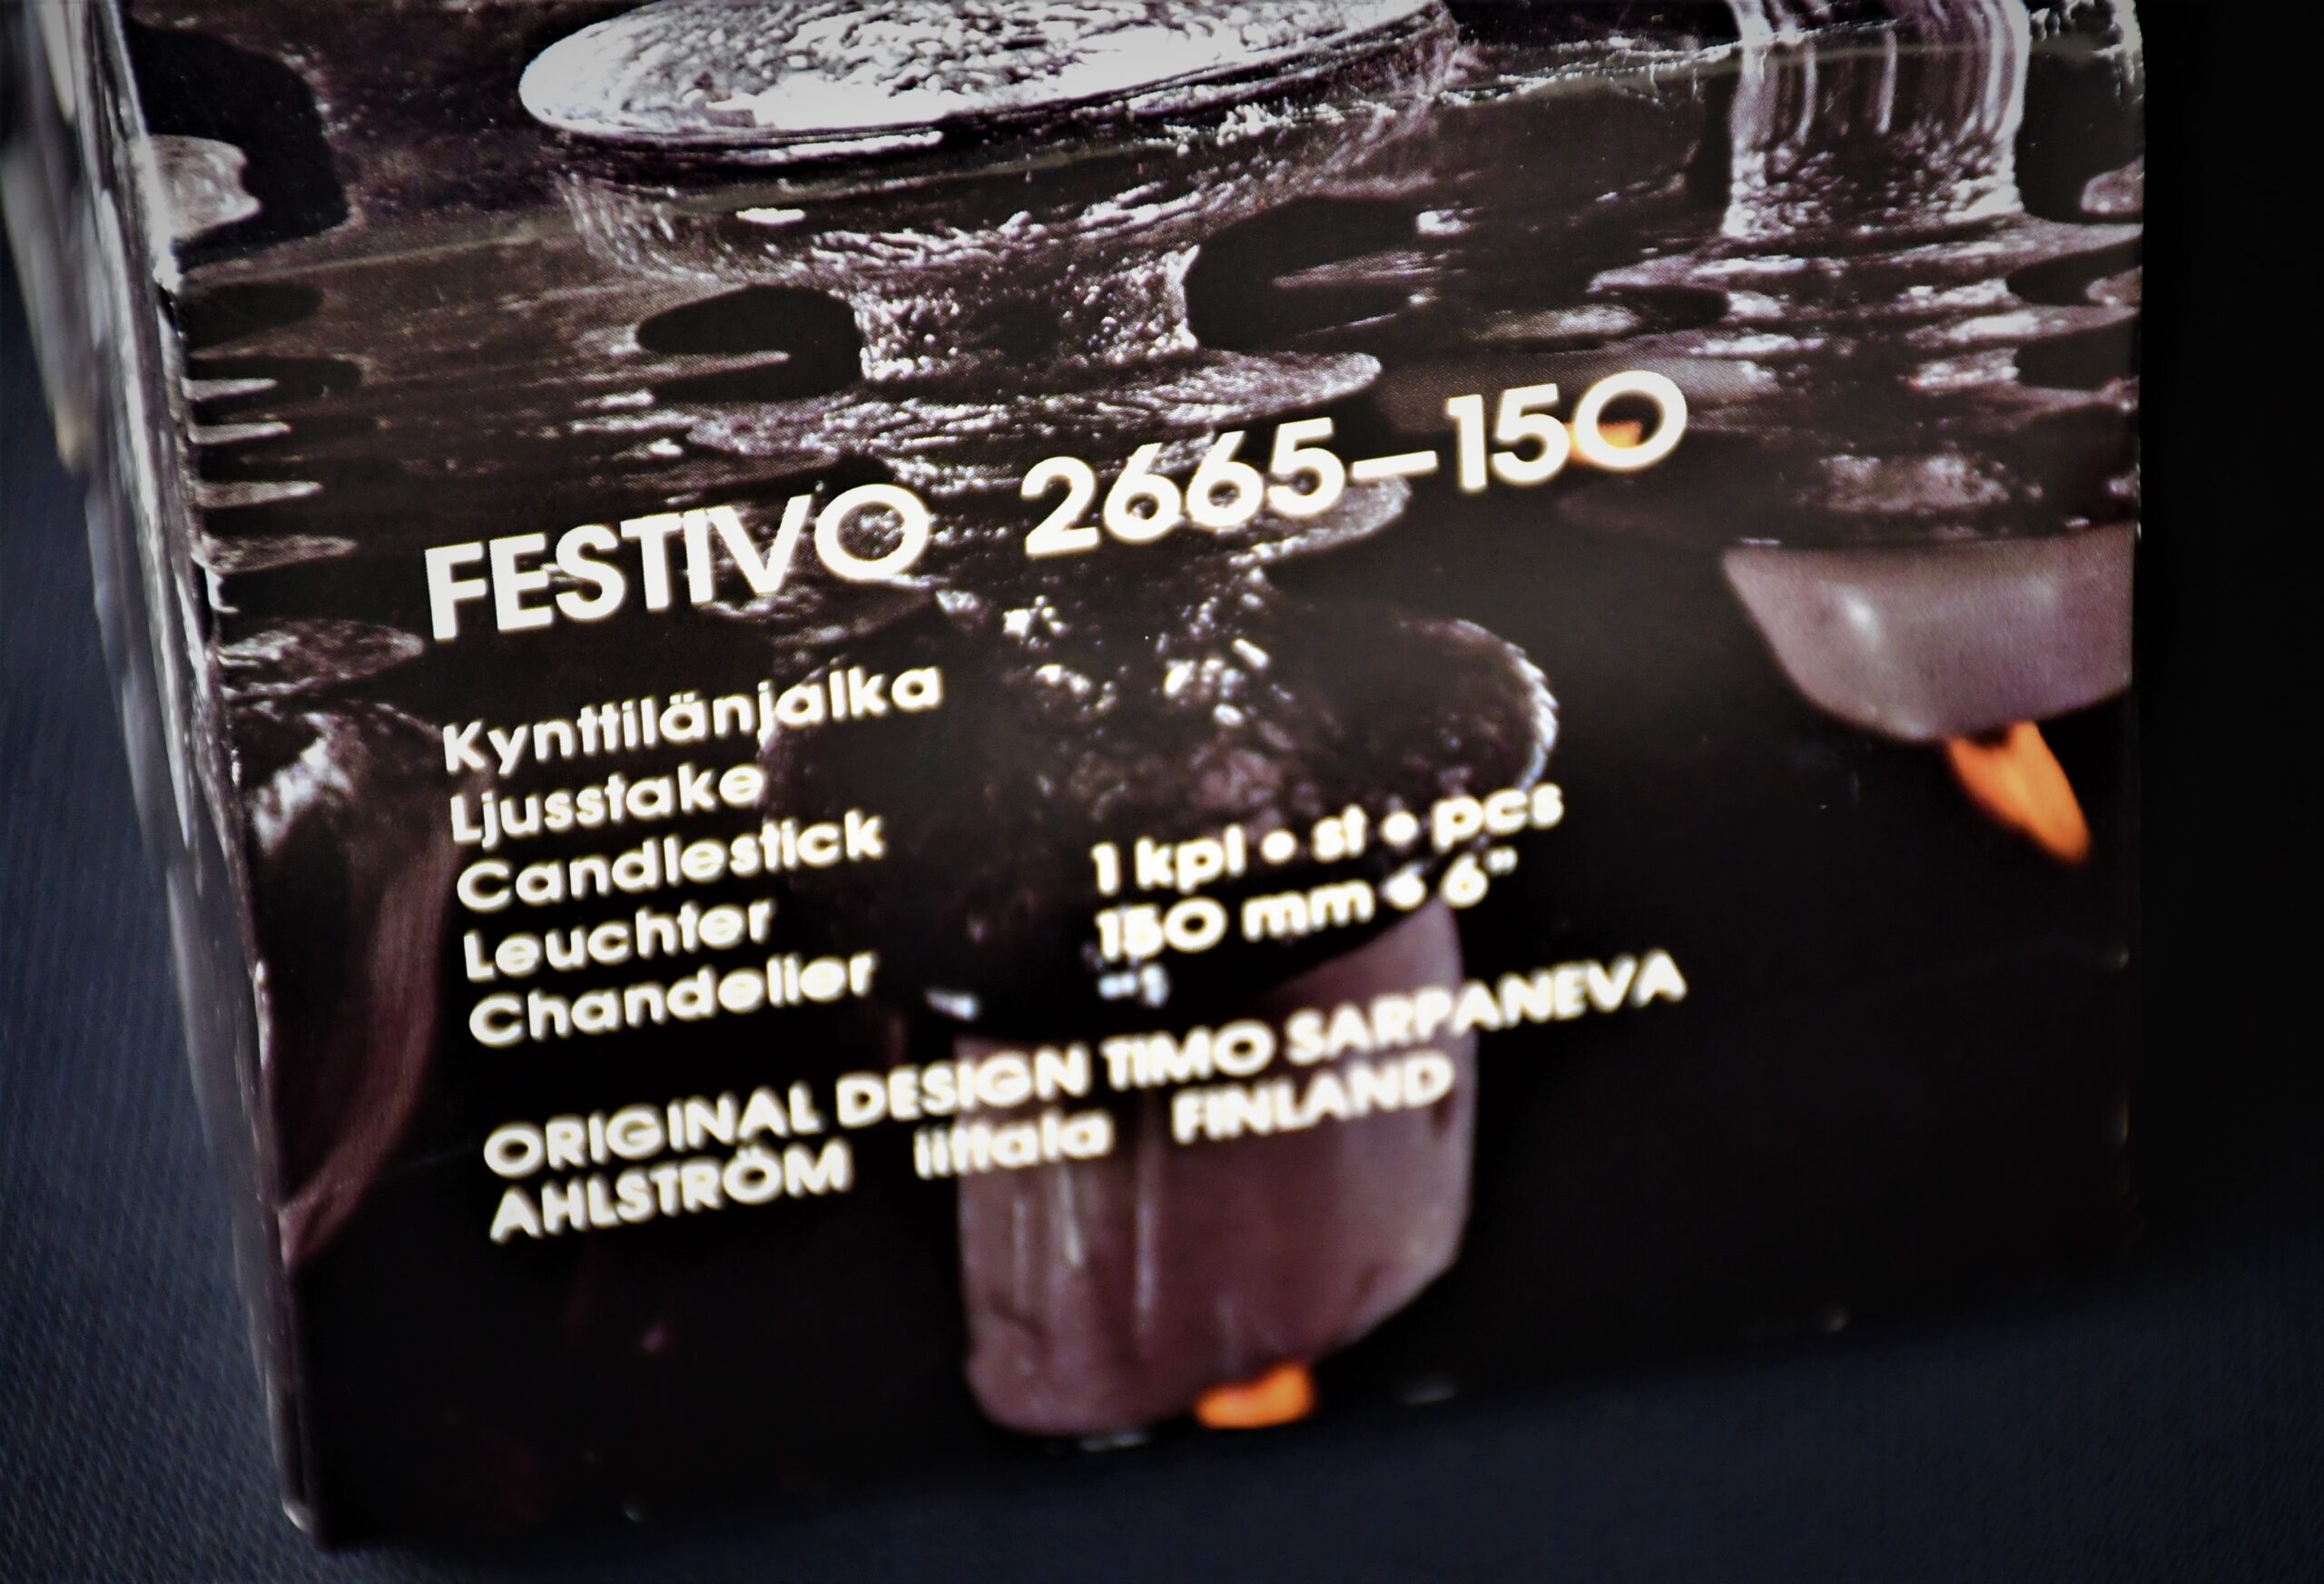 FESTIVO 2665-150
Kynttilänjalka
Ljusstake
Candlestick
Leuchter
Chandelier
1 kpl • st • pcs
150 mm • 6"
ORIGINAL DESIGN TIMO SARPANEVA
AHLSTRÖM iittala FINLAND